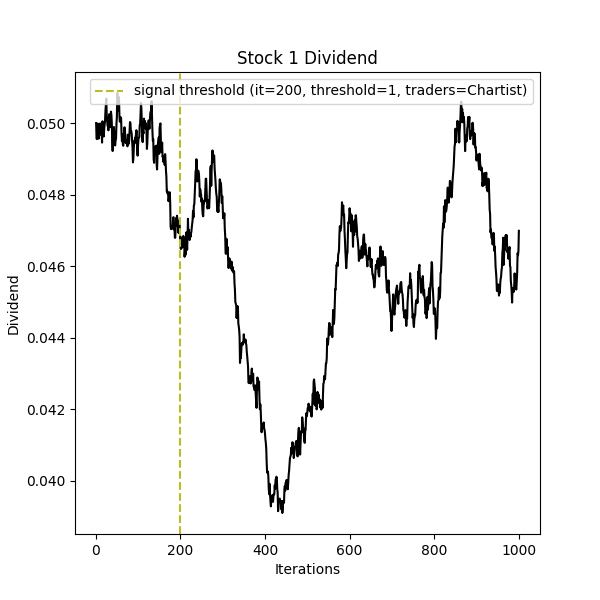 Stock 1 Dividend
signal threshold (it=200, threshold=1, traders=Chartist)
0.050
0.048
0.046
0.044
0.042
0.040
Dividend
0 200 400 600 800 1000
Iterations